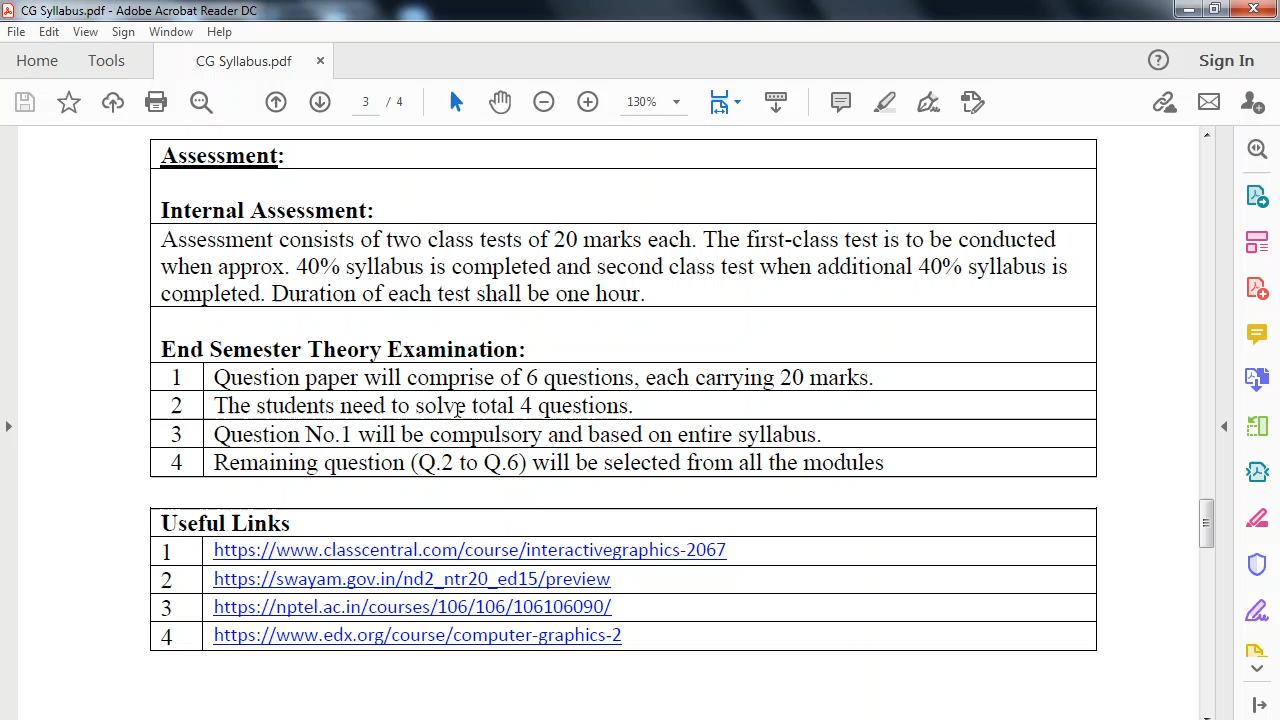 CG Syllabus.pdf - Adobe Acrobat Reader DC
File Edit View Sign Window Help
Home Tools CG Syllabus.pdf × ? Sign In
3 / 4 130%
Assessment:
Internal Assessment:
Assessment consists of two class tests of 20 marks each. The first-class test is to be conducted
when approx. 40% syllabus is completed and second class test when additional 40% syllabus is
completed. Duration of each test shall be one hour.
End Semester Theory Examination:
1 Question paper will comprise of 6 questions, each carrying 20 marks.
2 The students need to solve total 4 questions.
3 Question No.1 will be compulsory and based on entire syllabus.
4 Remaining question (Q.2 to Q.6) will be selected from all the modules
Useful Links
1 https://www.classcentral.com/course/interactivegraphics-2067
2 https://swayam.gov.in/nd2_ntr20_ed15/preview
3 https://nptel.ac.in/courses/106/106/106106090/
4 https://www.edx.org/course/computer-graphics-2